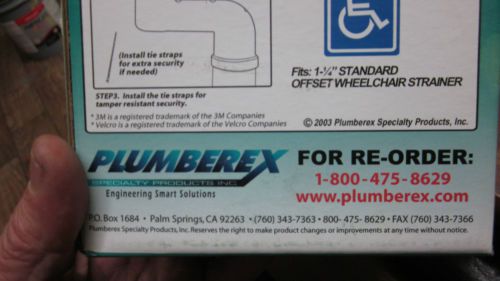 (Install tie straps
for extra security
if needed)
STEP3. Install the tie straps for
tamper resistant security.
* 3M is a registered trademark of the 3M Companies
* Velcro is a registered trademark of the Velcro Companies
Fits: 1-¼" STANDARD
OFFSET WHEELCHAIR STRAINER
© 2003 Plumberex Specialty Products, Inc.
PLUMBEREX
SPECIALTY PRODUCTS INC.
Engineering Smart Solutions
FOR RE-ORDER:
1-800-475-8629
www.plumberex.com
P.O. Box 1684 • Palm Springs, CA 92263 • (760) 343-7363 • 800-475-8629 • FAX (760) 343-7366
Plumberex Specialty Products, Inc. Reserves the right to make product changes or improvements at any time without notice.